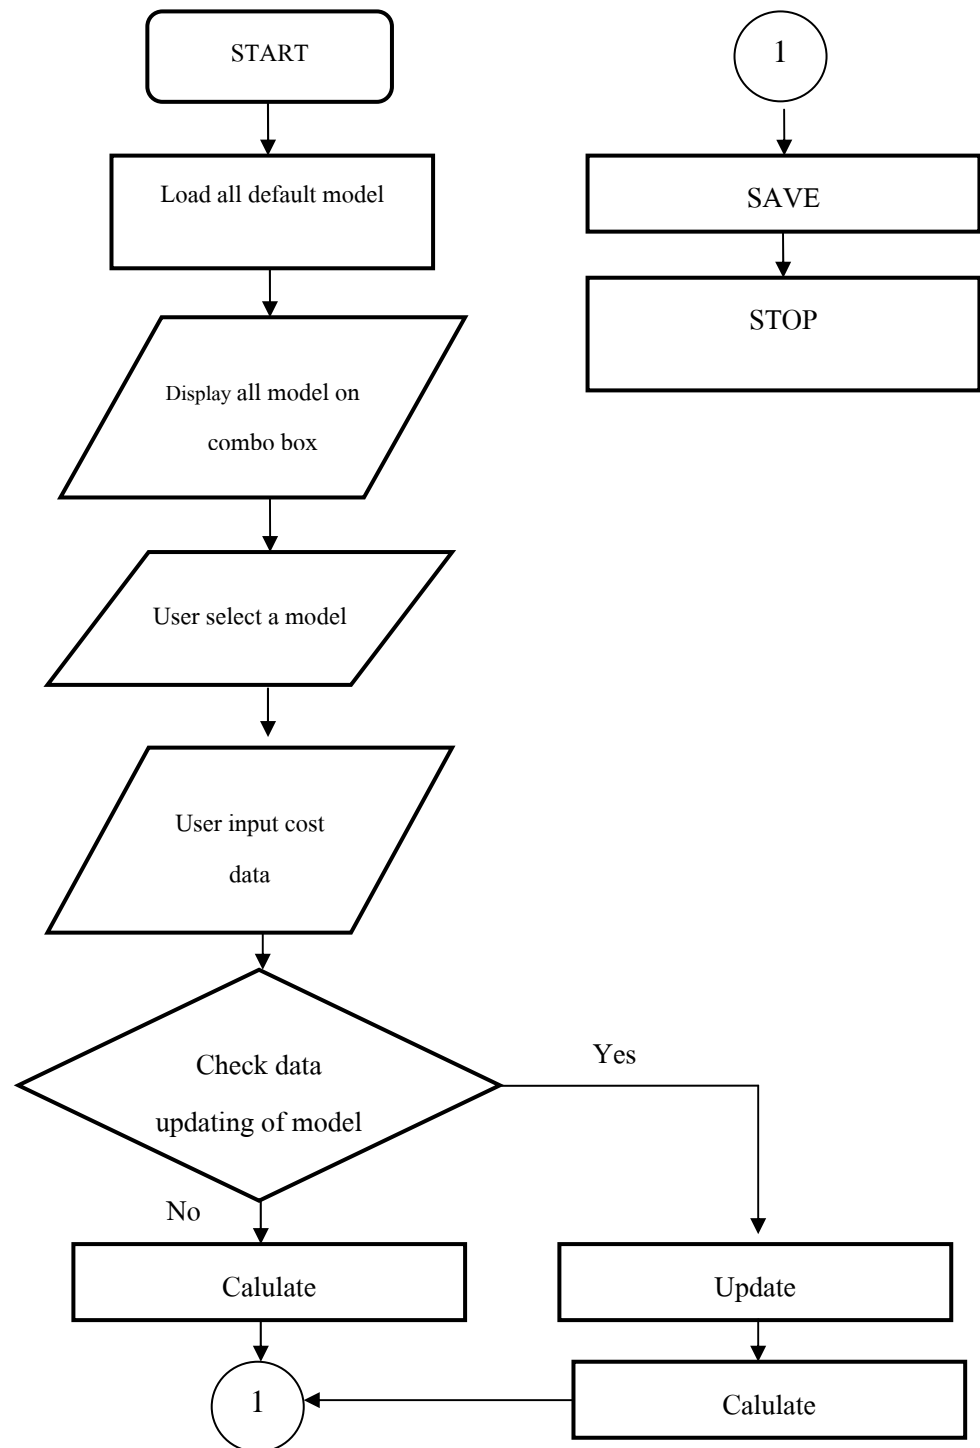 START
Load all default model
Display all model on
combo box
User select a model
User input cost
data
Check data
updating of model
Yes
No
Calulate
Update
1
Calulate
1
SAVE
STOP